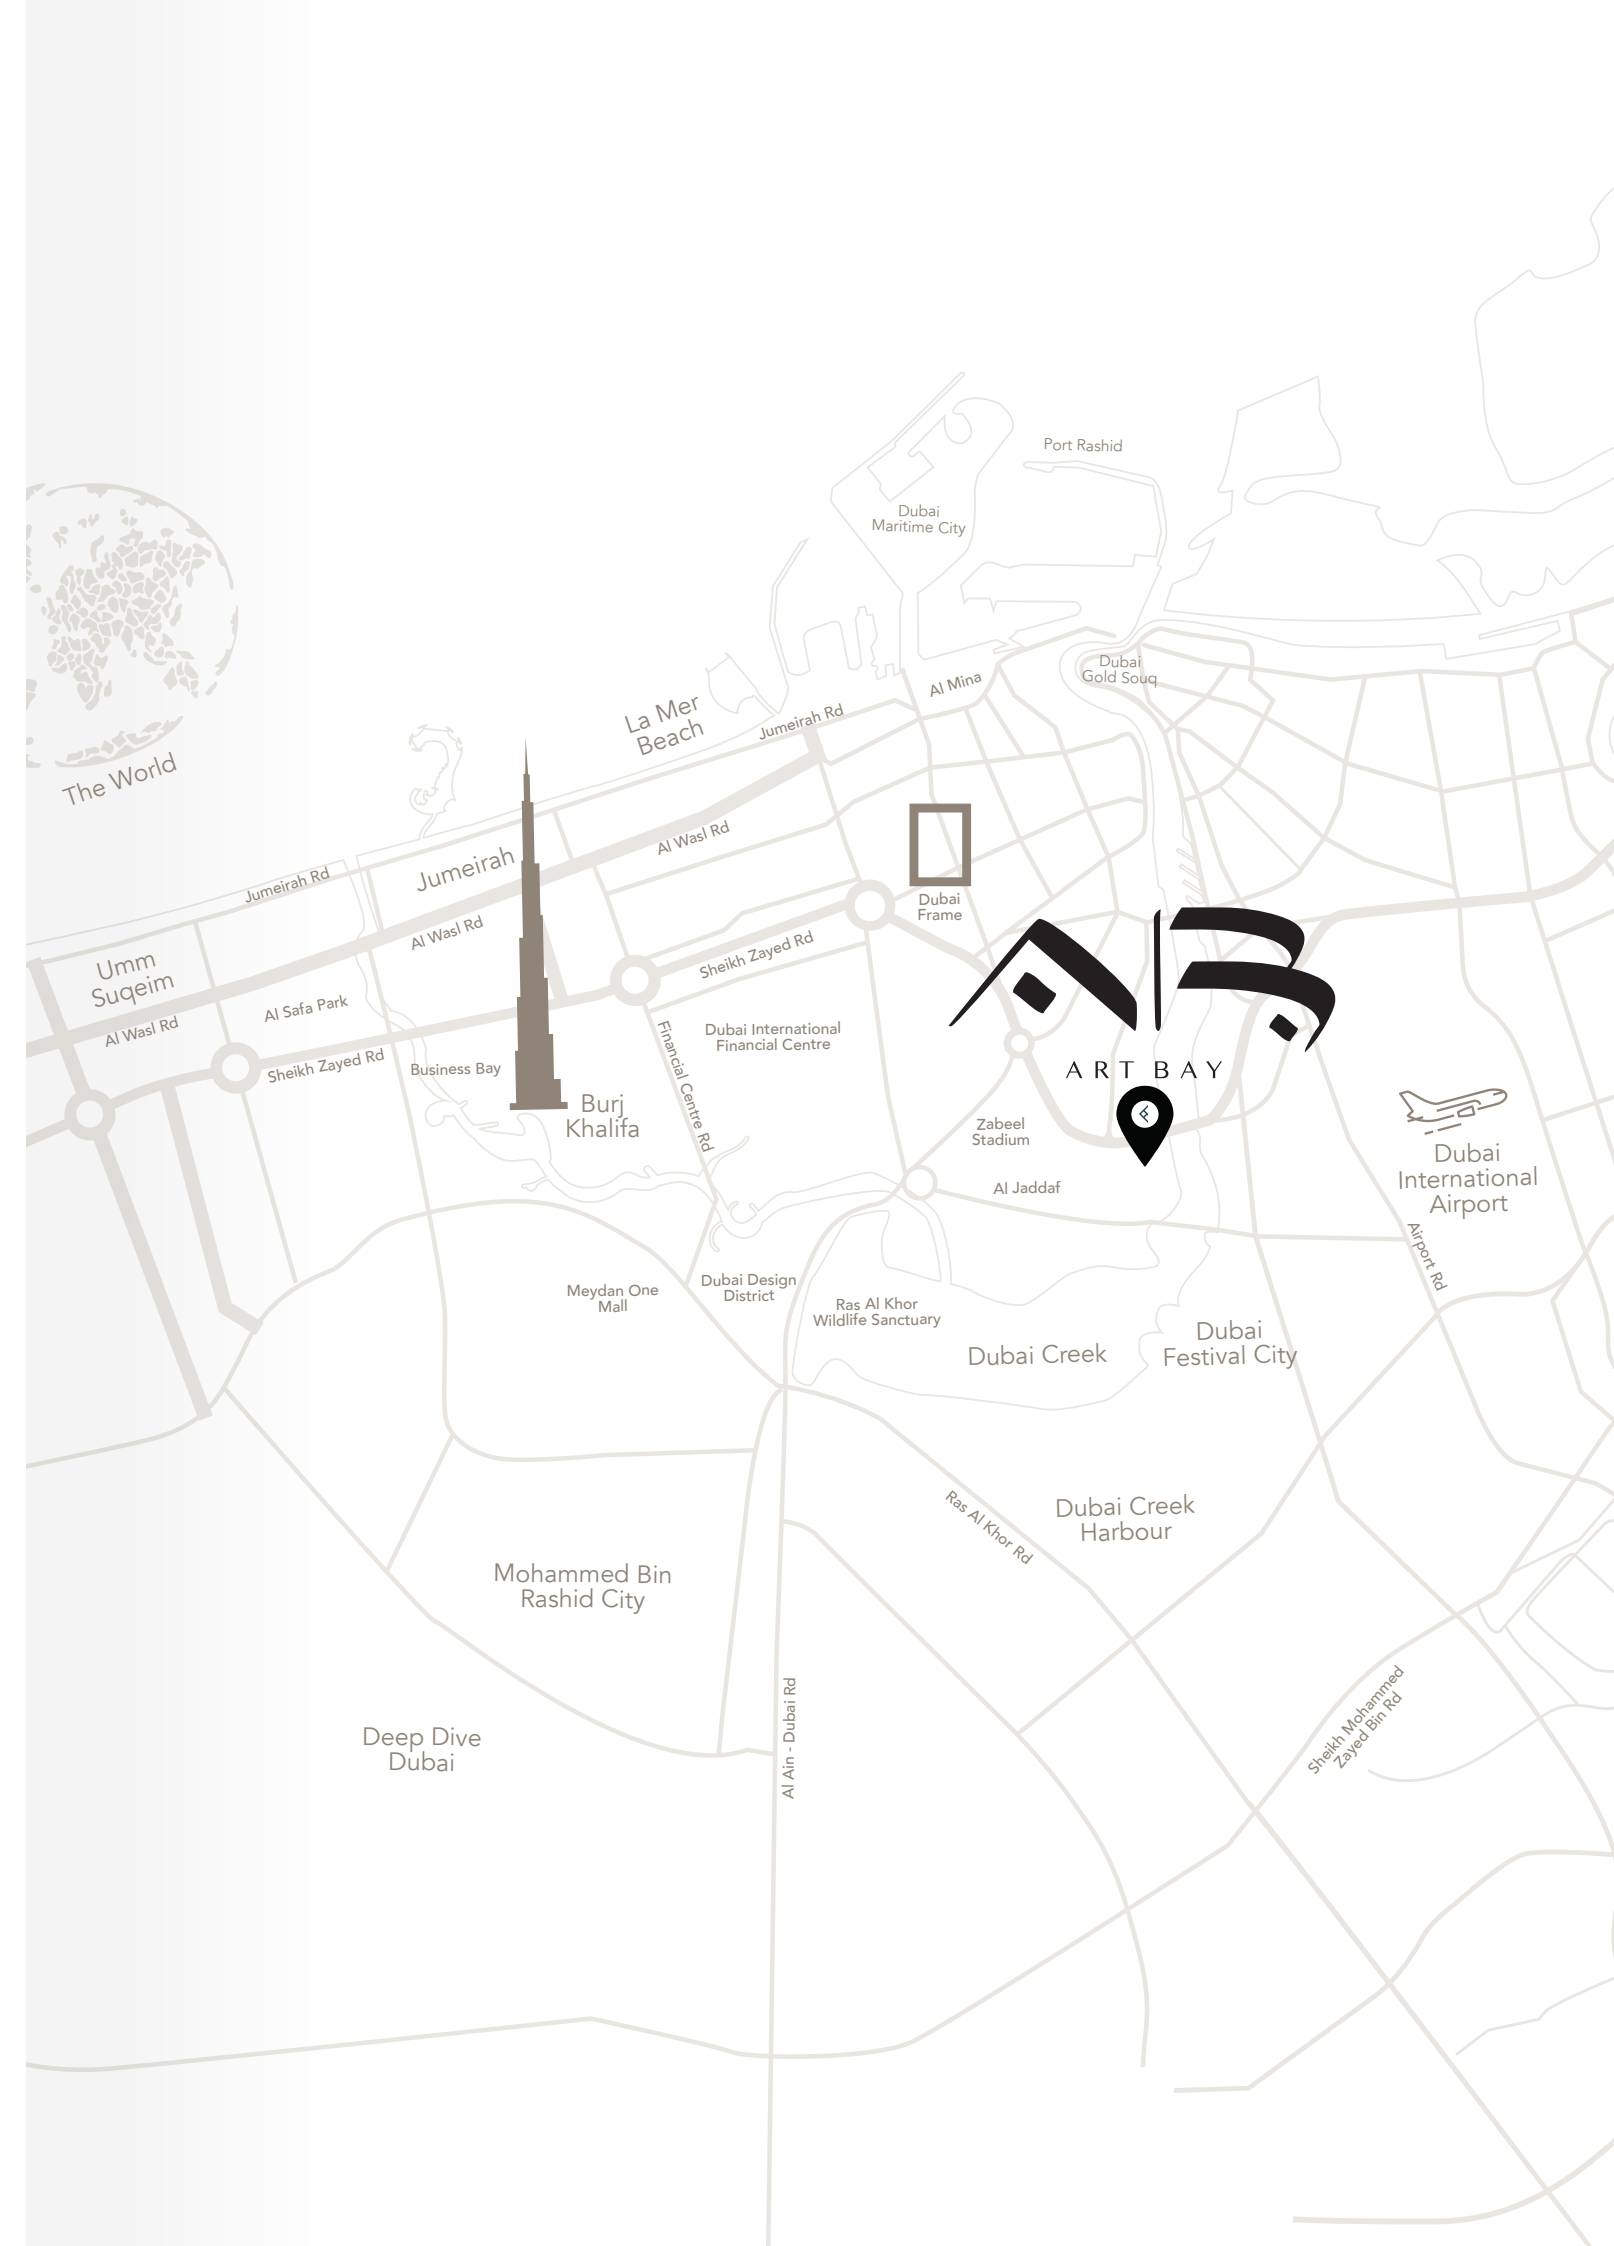 Port Rashid
Dubai
Maritime City
Dubai
Gold Souq
Al Mina
La Mer
Beach
Jumeirah Rd
The World
Al Wasl Rd
Jumeirah
Jumeirah Rd
Dubai
Frame
Al Wasl Rd
Sheikh Zayed Rd
Umm
Suqeim
Al Safa Park
Al Wasl Rd
Dubai International
Financial Centre
Sheikh Zayed Rd
Business Bay
Financial Centre Rd
ART BAY
Burj
Khalifa
Zabeel
Stadium
Dubai
International
Airport
Al Jaddaf
Airport Rd
Meydan One
Mall
Dubai Design
District
Ras Al Khor
Wildlife Sanctuary
Dubai Creek
Dubai
Festival City
Ras Al Khor Rd
Dubai Creek
Harbour
Mohammed Bin
Rashid City
Al Ain - Dubai Rd
Sheikh Mohammed
Zayed Bin Rd
Deep Dive
Dubai